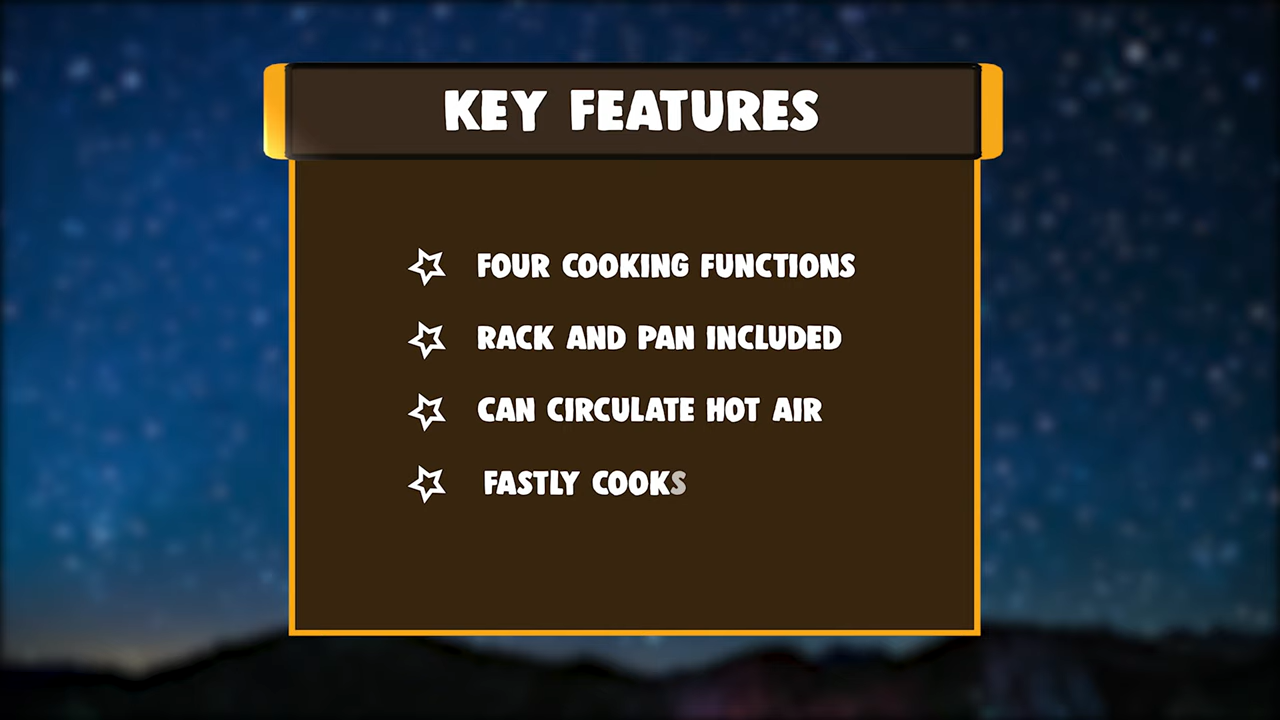 KEY FEATURES
FOUR COOKING FUNCTIONS
RACK AND PAN INCLUDED
CAN CIRCULATE HOT AIR
FASTLY COOKS